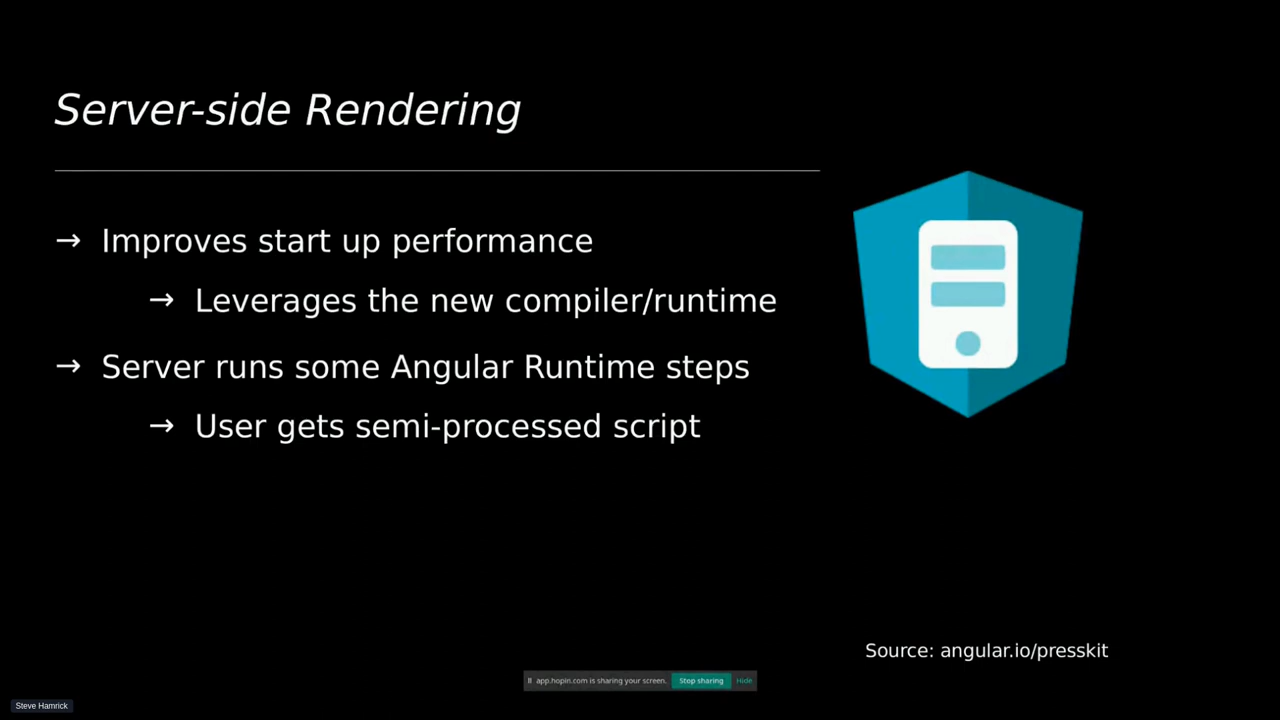 Server-side Rendering
→ Improves start up performance
→ Leverages the new compiler/runtime
→ Server runs some Angular Runtime steps
→ User gets semi-processed script
Source: angular.io/presskit
app.hopin.com is sharing your screen. Stop sharing Hide
Steve Hamrick